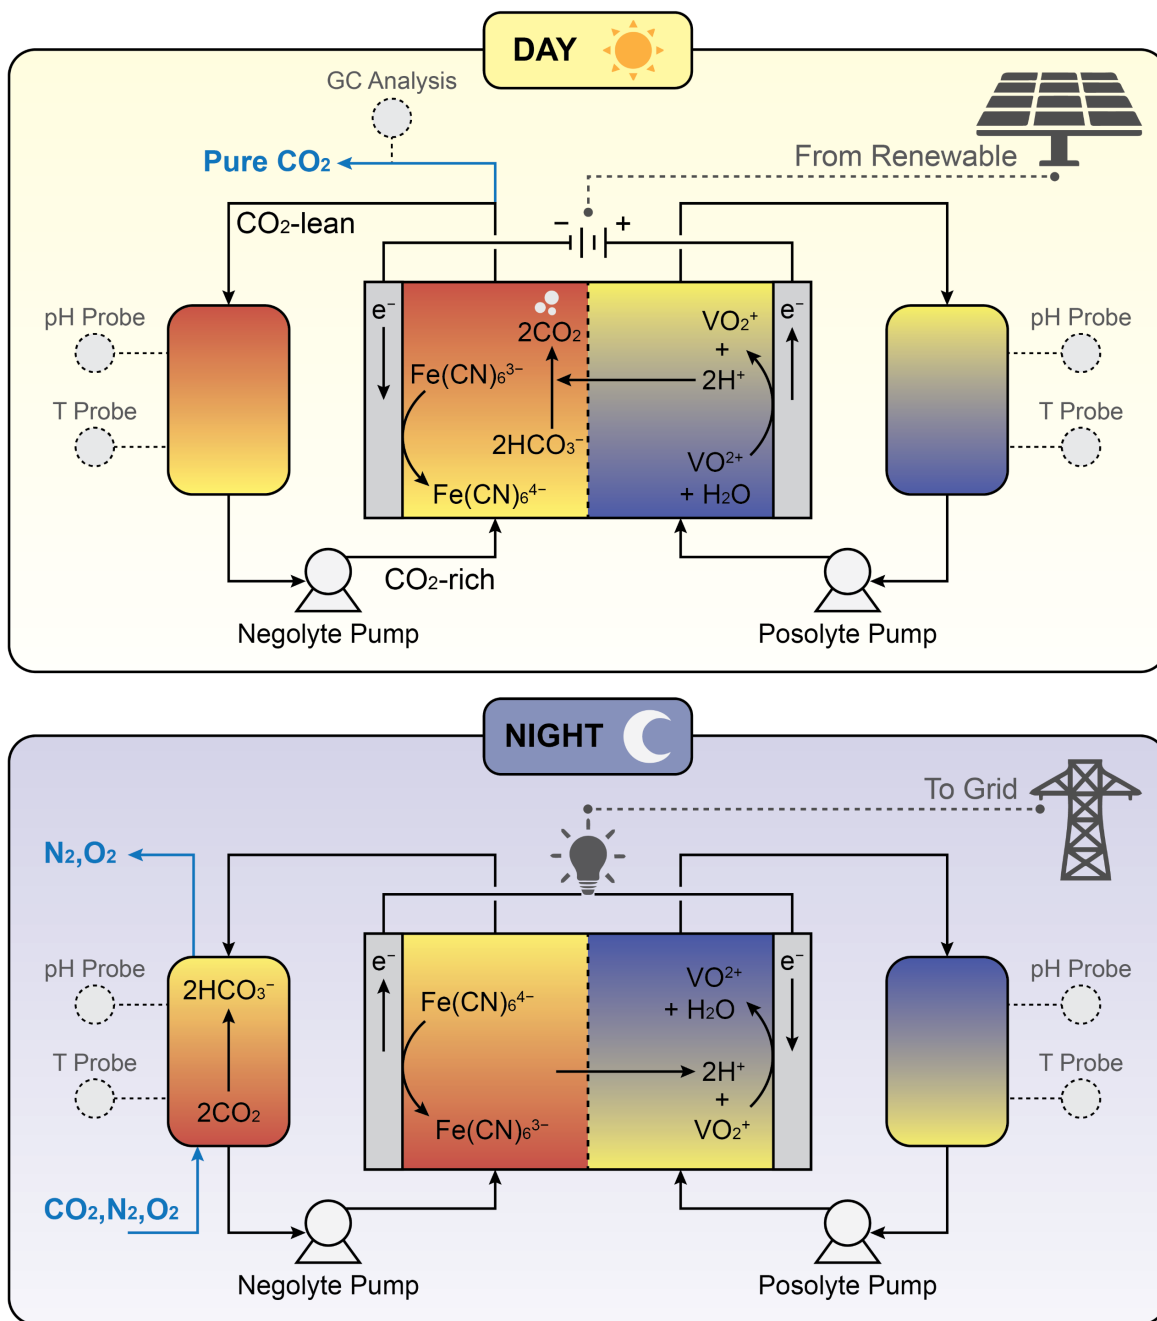 DAY
GC Analysis
Pure CO₂
From Renewable
CO₂-lean
− +
e⁻
e⁻
2CO₂
VO₂⁺
+
2H⁺
pH Probe
pH Probe
Fe(CN)₆³⁻
T Probe
T Probe
2HCO₃⁻
VO²⁺
+ H₂O
Fe(CN)₆⁴⁻
CO₂-rich
Negolyte Pump
Posolyte Pump
NIGHT
To Grid
N₂,O₂
e⁻
e⁻
pH Probe
pH Probe
2HCO₃⁻
Fe(CN)₆⁴⁻
VO²⁺
+ H₂O
T Probe
T Probe
2H⁺
+
VO₂⁺
2CO₂
Fe(CN)₆³⁻
CO₂,N₂,O₂
Negolyte Pump
Posolyte Pump